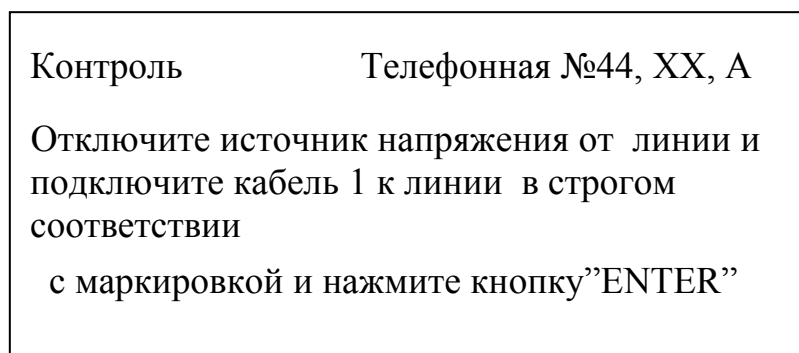 Контроль Телефонная №44, XX, А
Отключите источник напряжения от линии и
подключите кабель 1 к линии в строгом
соответствии
с маркировкой и нажмите кнопку”ENTER”